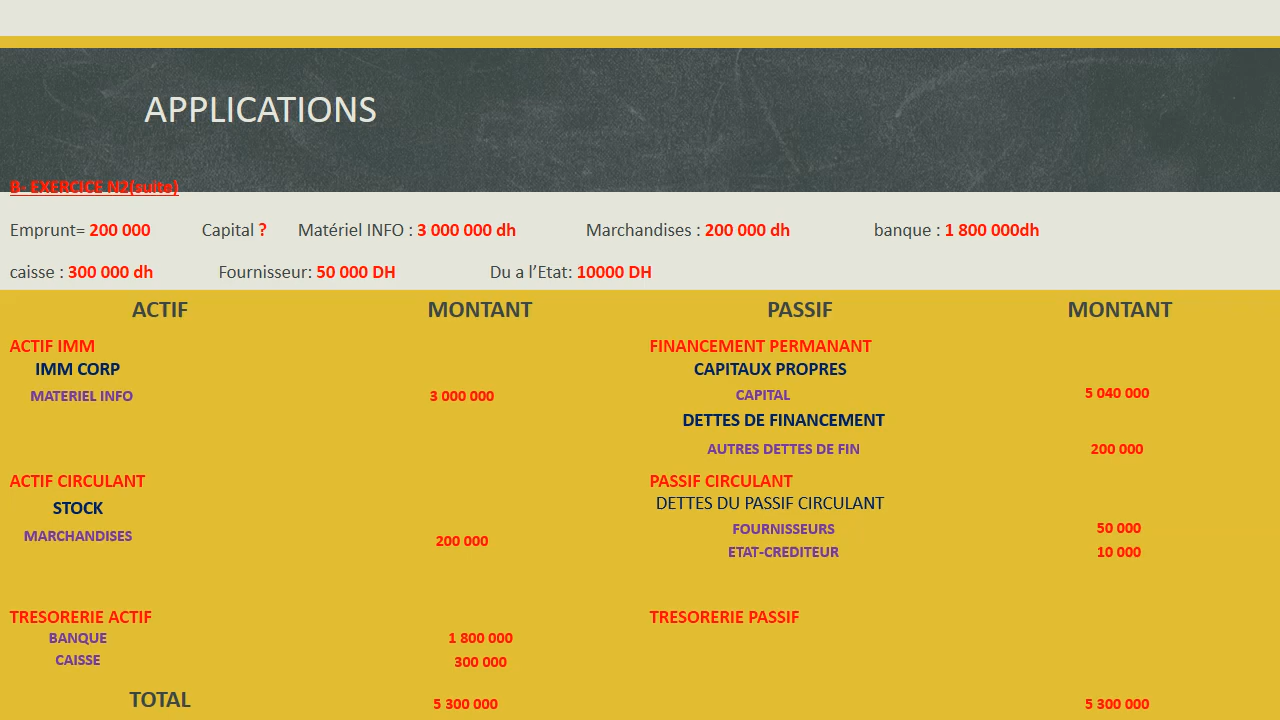 APPLICATIONS
B- EXERCICE N2(suite)
Emprunt= 200 000 Capital ? Matériel INFO : 3 000 000 dh Marchandises : 200 000 dh banque : 1 800 000dh
caisse : 300 000 dh Fournisseur: 50 000 DH Du a l’Etat: 10000 DH
ACTIF MONTANT PASSIF MONTANT
ACTIF IMM FINANCEMENT PERMANANT
IMM CORP CAPITAUX PROPRES
MATERIEL INFO 3 000 000 CAPITAL 5 040 000
DETTES DE FINANCEMENT
AUTRES DETTES DE FIN 200 000
ACTIF CIRCULANT PASSIF CIRCULANT
STOCK DETTES DU PASSIF CIRCULANT
MARCHANDISES 200 000 FOURNISSEURS 50 000
ETAT-CREDITEUR 10 000
TRESORERIE ACTIF TRESORERIE PASSIF
BANQUE 1 800 000
CAISSE 300 000
TOTAL 5 300 000 5 300 000